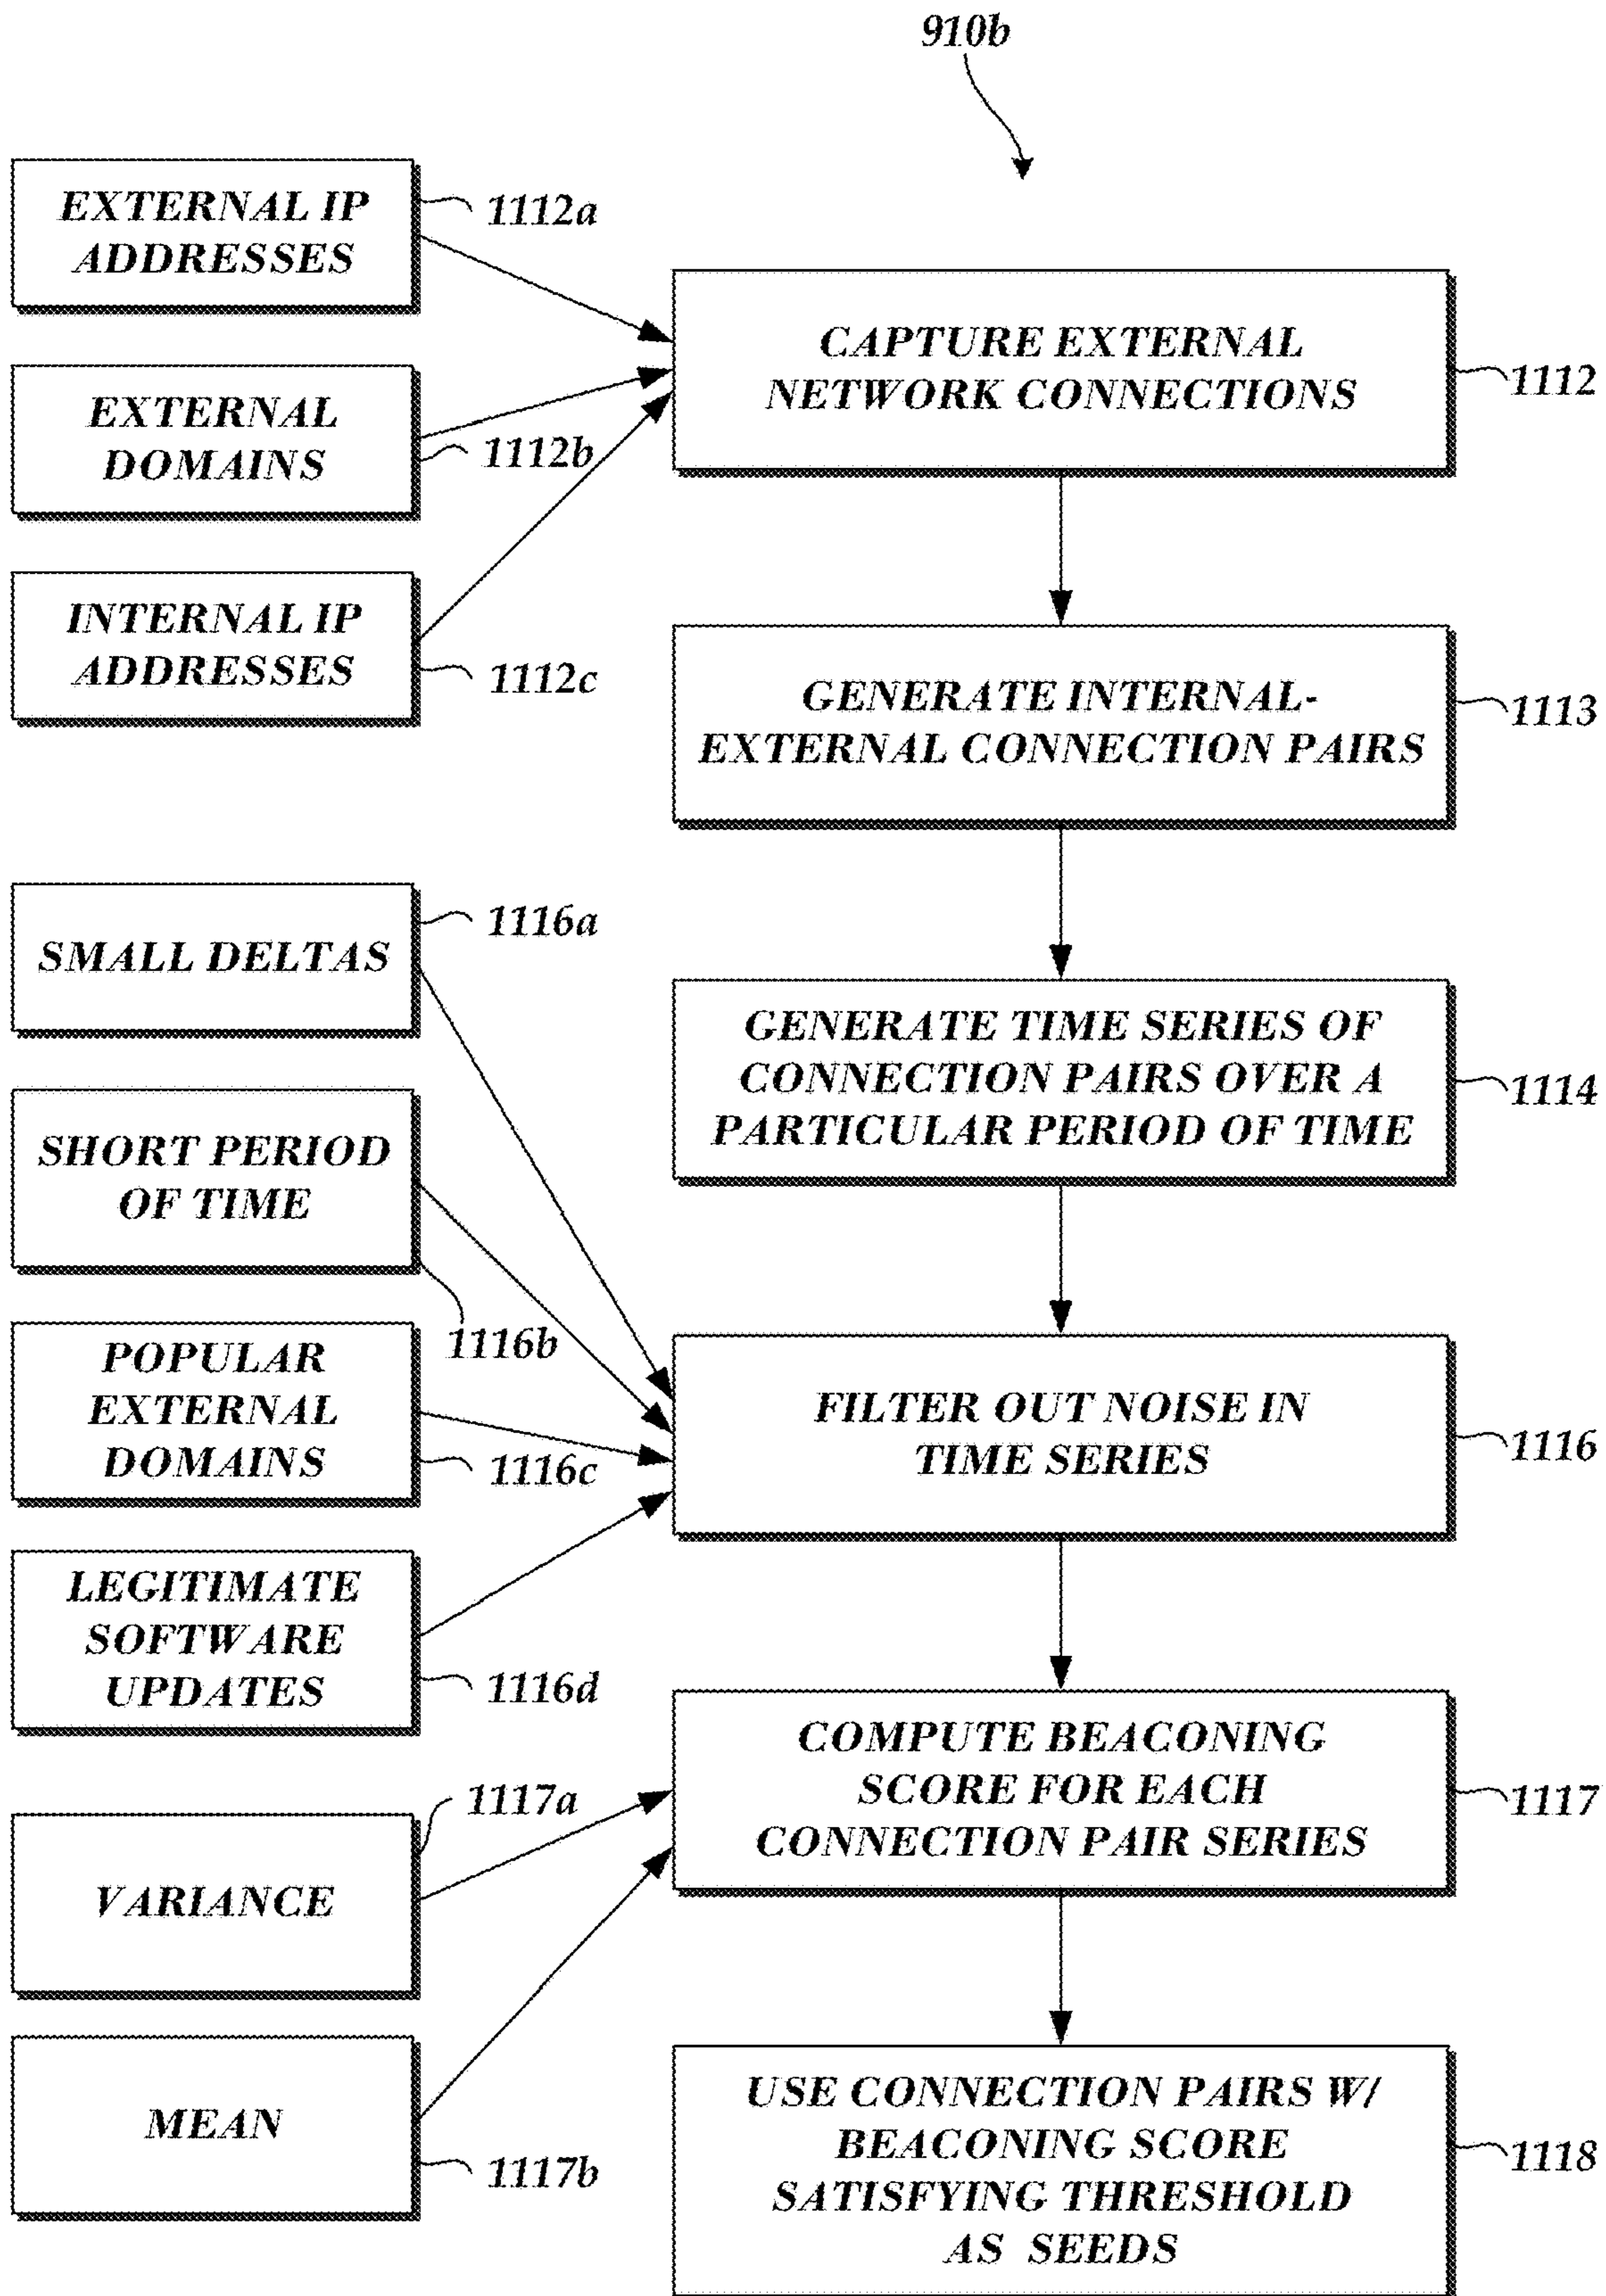 910b
EXTERNAL IP
ADDRESSES
1112a
EXTERNAL
DOMAINS
1112b
INTERNAL IP
ADDRESSES
1112c
CAPTURE EXTERNAL
NETWORK CONNECTIONS
1112
GENERATE INTERNAL-
EXTERNAL CONNECTION PAIRS
1113
SMALL DELTAS
1116a
GENERATE TIME SERIES OF
CONNECTION PAIRS OVER A
PARTICULAR PERIOD OF TIME
1114
SHORT PERIOD
OF TIME
1116b
POPULAR
EXTERNAL
DOMAINS
1116c
FILTER OUT NOISE IN
TIME SERIES
1116
LEGITIMATE
SOFTWARE
UPDATES
1116d
COMPUTE BEACONING
SCORE FOR EACH
CONNECTION PAIR SERIES
1117
1117a
VARIANCE
MEAN
1117b
USE CONNECTION PAIRS W/
BEACONING SCORE
SATISFYING THRESHOLD
AS SEEDS
1118